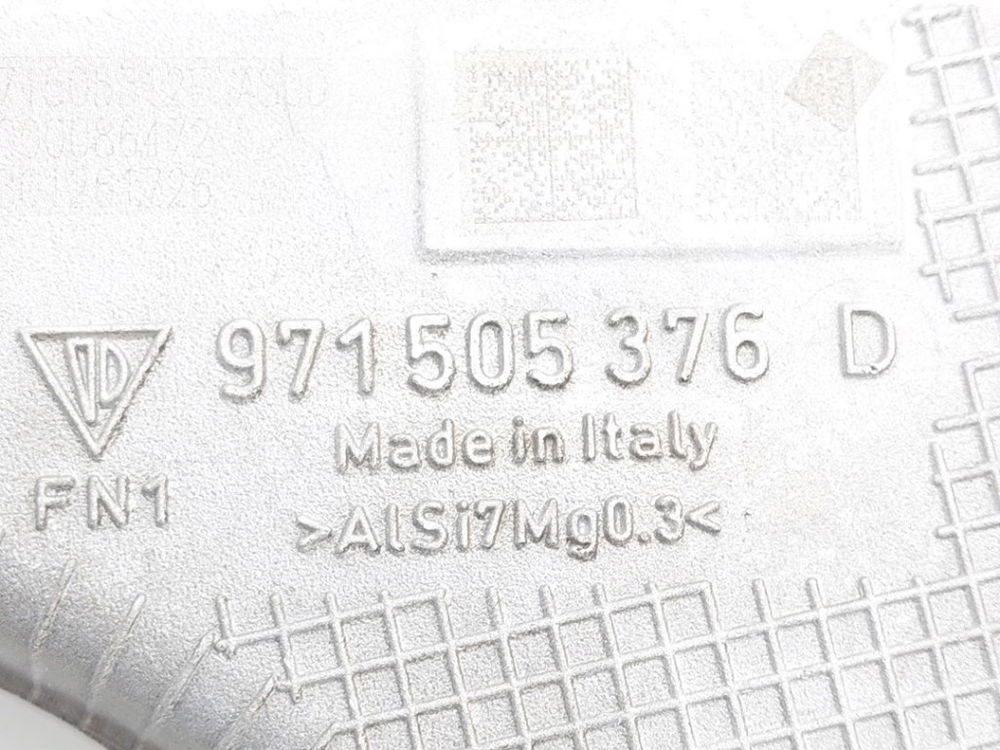 971 505 376 D
Made in Italy
FN1
>AlSi7Mg0.3<